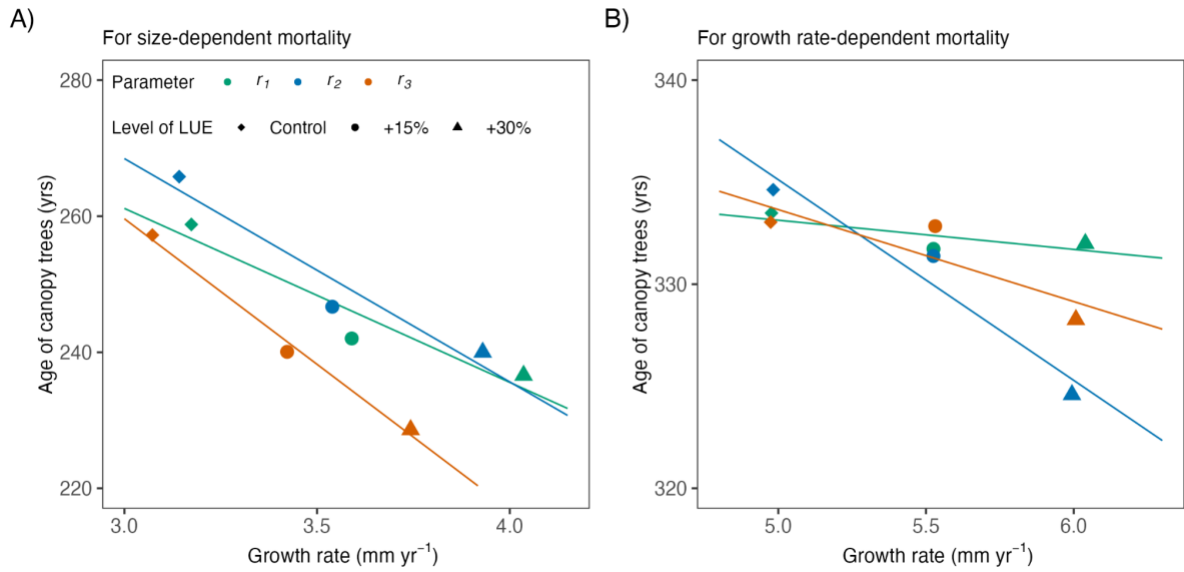 A)
For size-dependent mortality
Parameter r1 r2 r3
Level of LUE Control +15% +30%
Age of canopy trees (yrs)
280
260
240
220
3.0 3.5 4.0
Growth rate (mm yr⁻¹)
B)
For growth rate-dependent mortality
Age of canopy trees (yrs)
340
330
320
5.0 5.5 6.0
Growth rate (mm yr⁻¹)